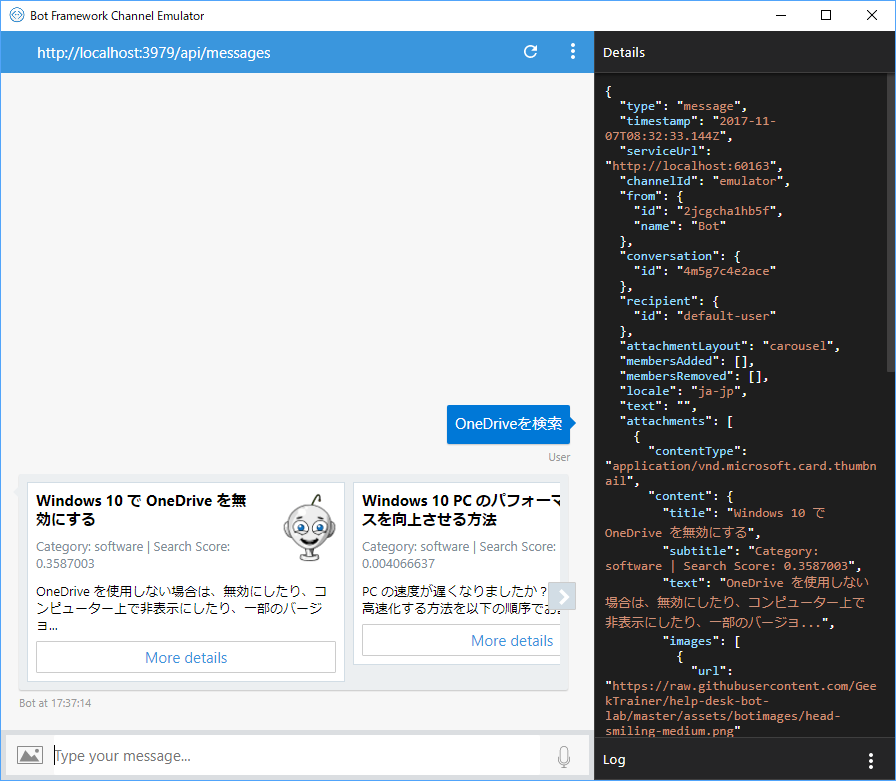 Bot Framework Channel Emulator
http://localhost:3979/api/messages
OneDriveを検索
User
Windows 10 で OneDrive を無
効にする
Category: software | Search Score:
0.3587003
OneDrive を使用しない場合は、無効にしたり、コ
ンピューター上で非表示にしたり、一部のバージ
ョ...
More details
Windows 10 PC のパフォーマ
スを向上させる方法
Category: software | Search Score:
0.004066637
PC の速度が遅くなりましたか？
高速化する方法を以下の順序でお
More details
Bot at 17:37:14
Type your message...
Details
{
"type": "message",
"timestamp": "2017-11-
07T08:32:33.144Z",
"serviceUrl":
"http://localhost:60163",
"channelId": "emulator",
"from": {
"id": "2jcgcha1hb5f",
"name": "Bot"
},
"conversation": {
"id": "4m5g7c4e2ace"
},
"recipient": {
"id": "default-user"
},
"attachmentLayout": "carousel",
"membersAdded": [],
"membersRemoved": [],
"locale": "ja-jp",
"text": "",
"attachments": [
{
"contentType":
"application/vnd.microsoft.card.thumbn
ail",
"content": {
"title": "Windows 10 で
OneDrive を無効にする",
"subtitle": "Category:
software | Search Score: 0.3587003",
"text": "OneDrive を使用しない
場合は、無効にしたり、コンピューター上で
非表示にしたり、一部のバージョ...",
"images": [
{
"url":
"https://raw.githubusercontent.com/Gee
kTrainer/help-desk-bot-
lab/master/assets/botimages/head-
smiling-medium.png"
Log